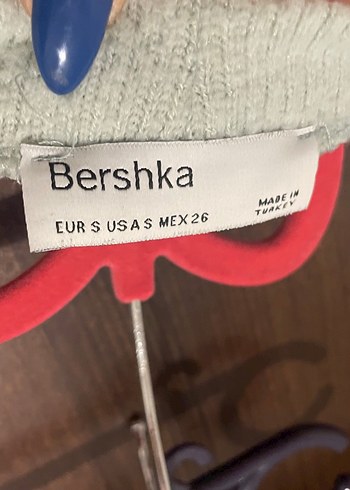 Bershka
EUR S USA S MEX 26
MADE IN
TURKEY